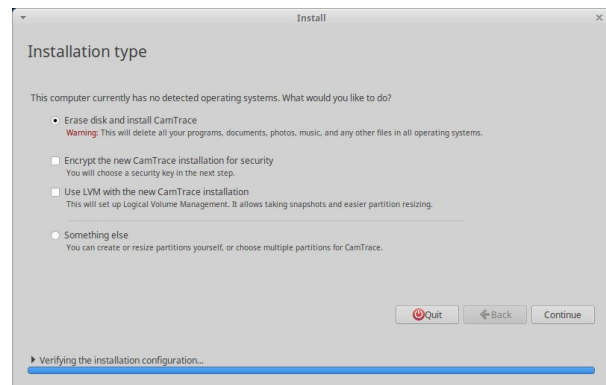 Install
Installation type
This computer currently has no detected operating systems. What would you like to do?
Erase disk and install CamTrace
Warning: This will delete all your programs, documents, photos, music, and any other files in all operating systems.
Encrypt the new CamTrace installation for security
You will choose a security key in the next step.
Use LVM with the new CamTrace installation
This will set up Logical Volume Management. It allows taking snapshots and easier partition resizing.
Something else
You can create or resize partitions yourself, or choose multiple partitions for CamTrace.
Quit Back Continue
Verifying the installation configuration...